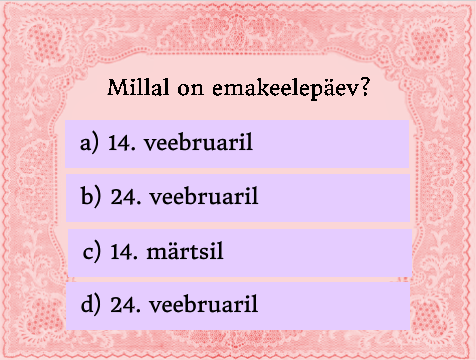 Millal on emakeelepäev?
a) 14. veebruaril
b) 24. veebruaril
c) 14. märtsil
d) 24. veebruaril